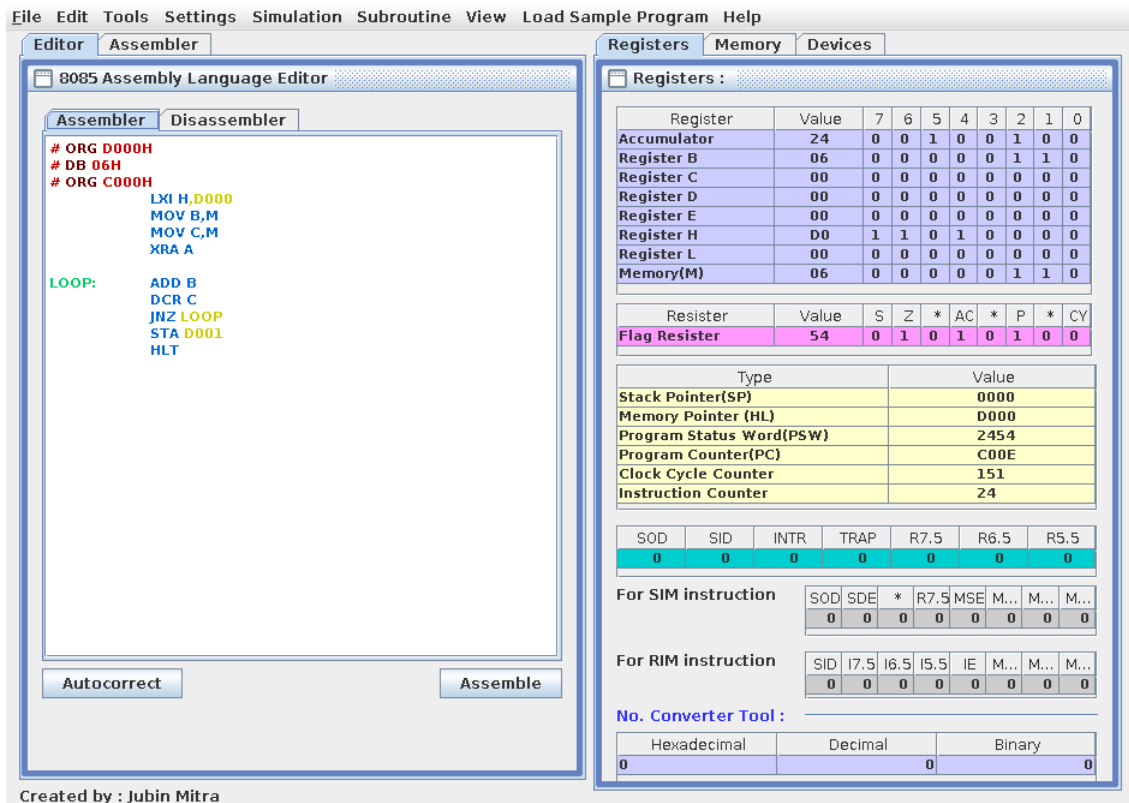 File Edit Tools Settings Simulation Subroutine View Load Sample Program Help
Editor Assembler
8085 Assembly Language Editor
Assembler Disassembler
# ORG D000H
# DB 06H
# ORG C000H
LXI H,D000
MOV B,M
MOV C,M
XRA A
LOOP: ADD B
DCR C
JNZ LOOP
STA D001
HLT
Autocorrect Assemble
Registers Memory Devices
Registers :
Register Value 7 6 5 4 3 2 1 0
Accumulator 24 0 0 1 0 0 1 0 0
Register B 06 0 0 0 0 0 1 1 0
Register C 00 0 0 0 0 0 0 0 0
Register D 00 0 0 0 0 0 0 0 0
Register E 00 0 0 0 0 0 0 0 0
Register H D0 1 1 0 1 0 0 0 0
Register L 00 0 0 0 0 0 0 0 0
Memory(M) 06 0 0 0 0 0 1 1 0
Resister Value S Z * AC * P * CY
Flag Resister 54 0 1 0 1 0 1 0 0
Type Value
Stack Pointer(SP) 0000
Memory Pointer (HL) D000
Program Status Word(PSW) 2454
Program Counter(PC) C00E
Clock Cycle Counter 151
Instruction Counter 24
SOD SID INTR TRAP R7.5 R6.5 R5.5
0 0 0 0 0 0 0
For SIM instruction SOD SDE * R7.5 MSE M... M... M...
0 0 0 0 0 0 0 0
For RIM instruction SID I7.5 I6.5 I5.5 IE M... M... M...
0 0 0 0 0 0 0 0
No. Converter Tool :
Hexadecimal Decimal Binary
0 0 0
Created by : Jubin Mitra